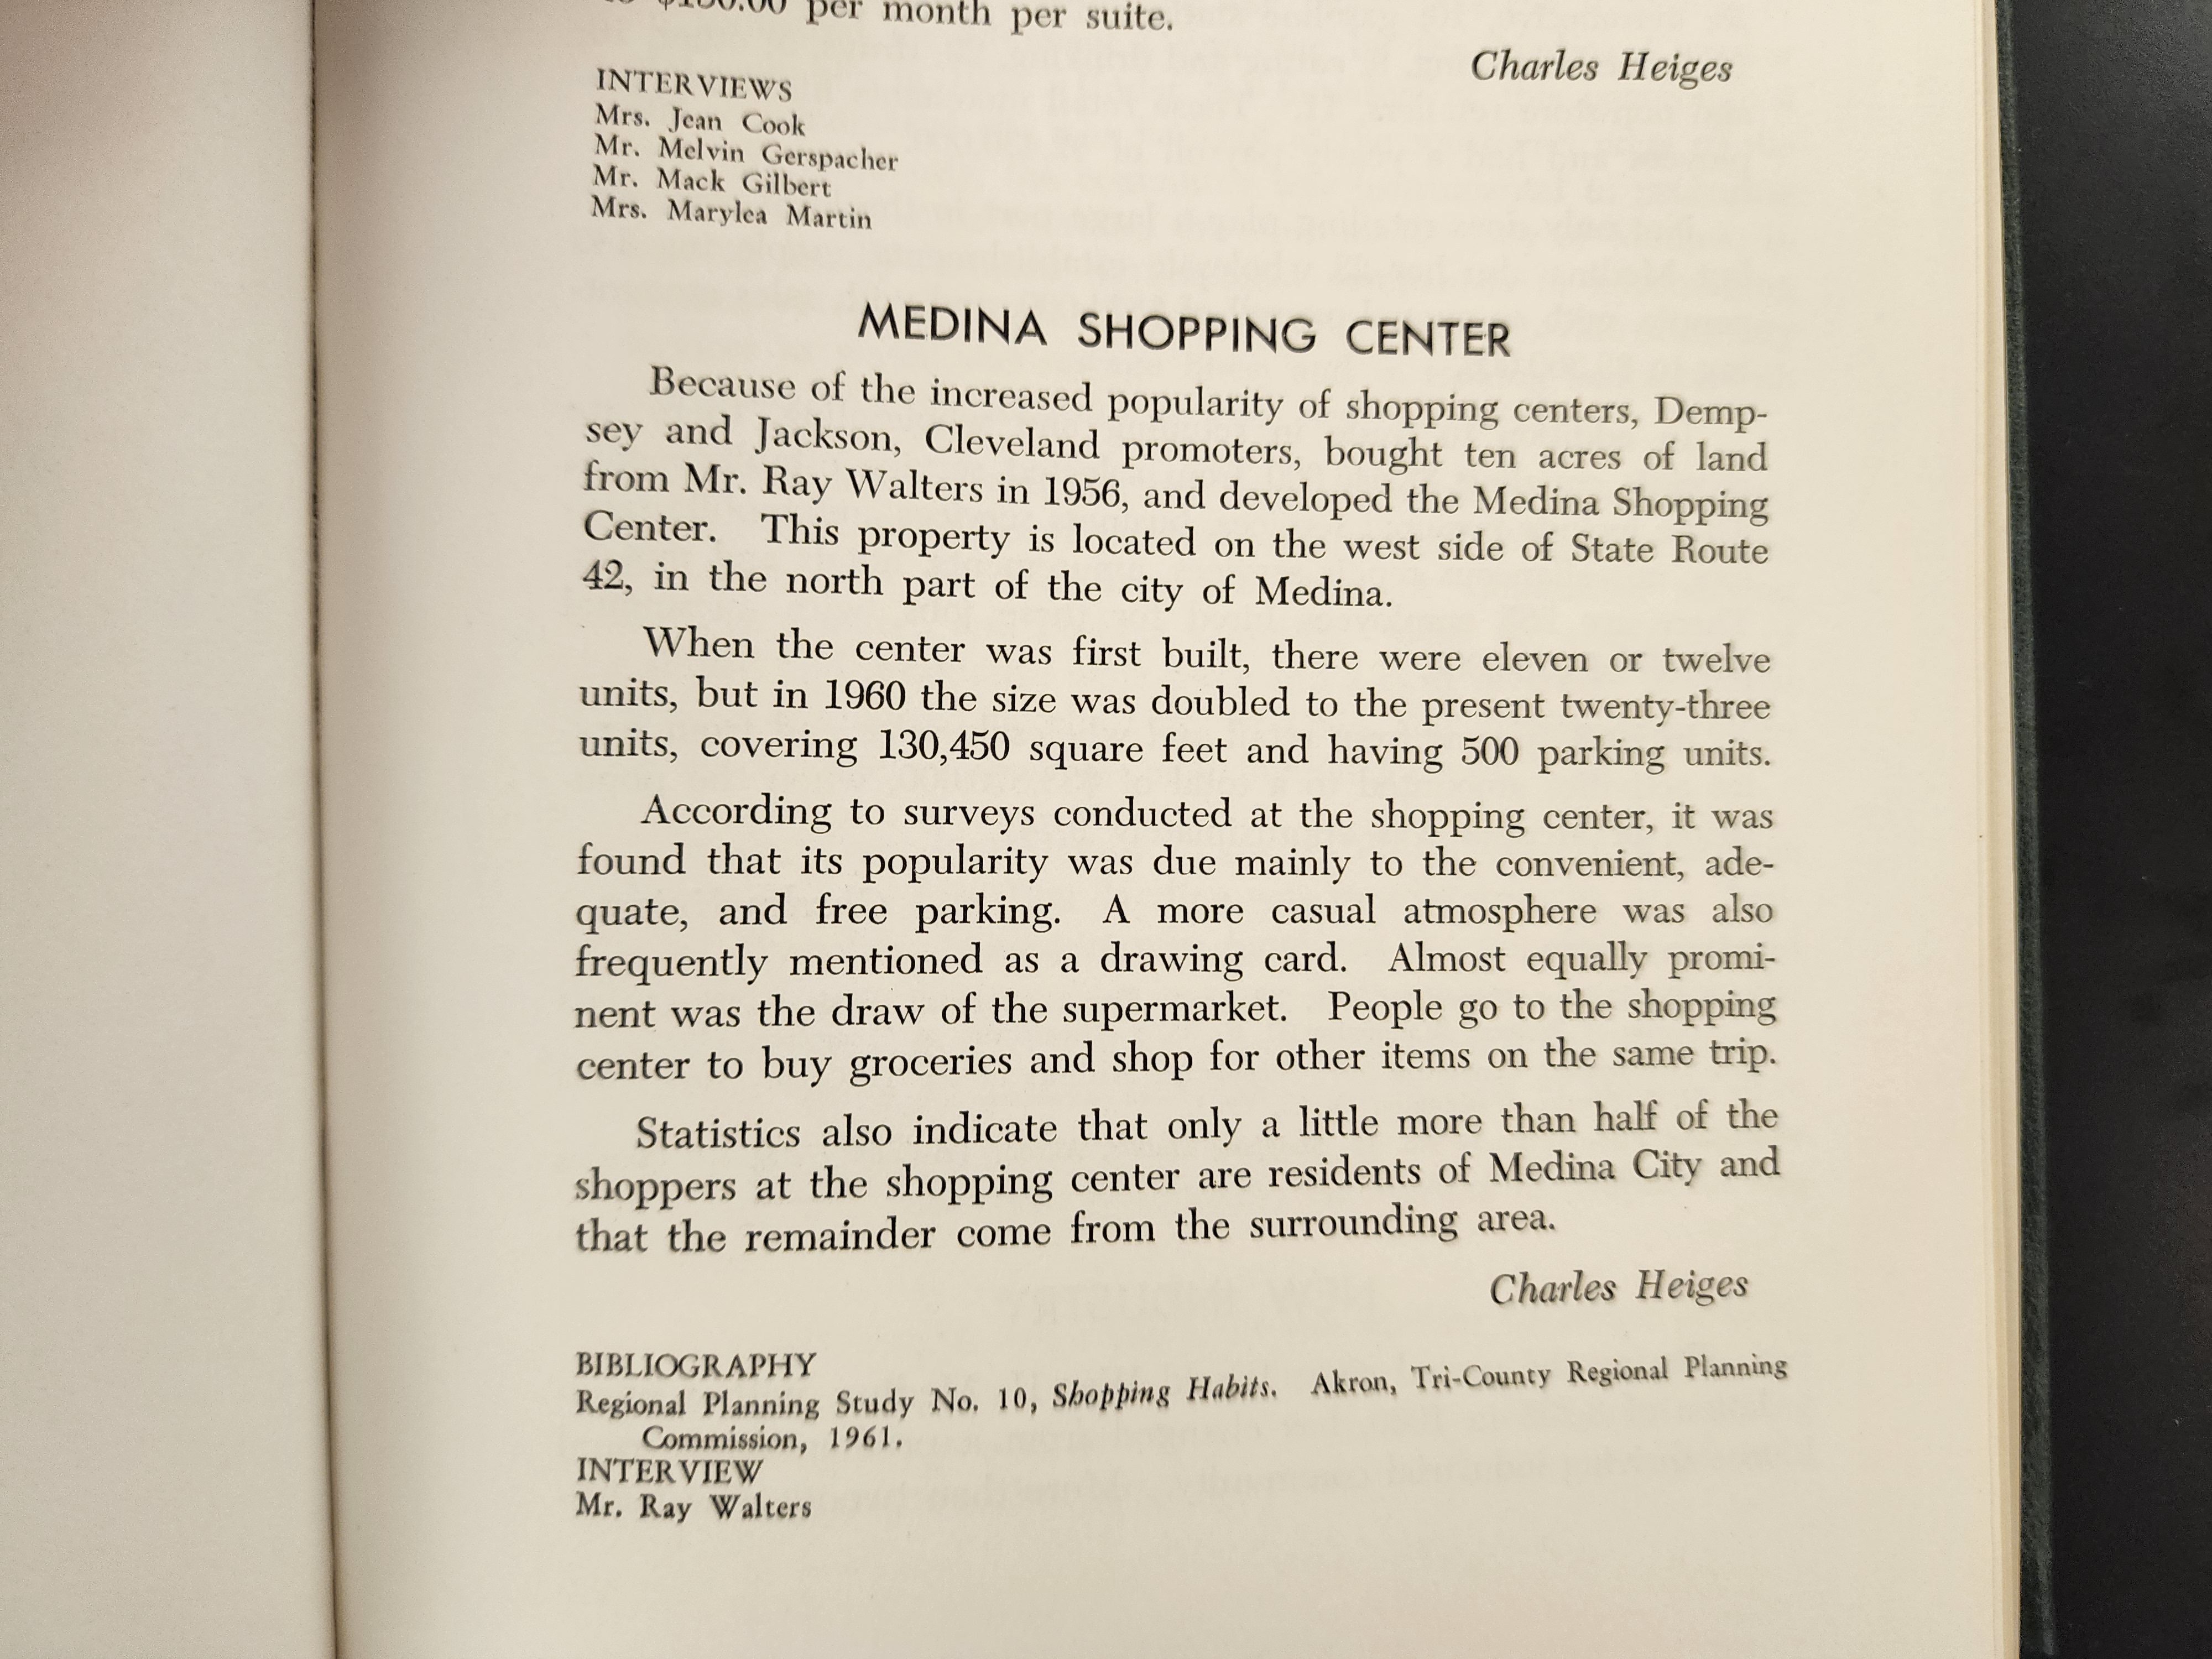 per month per suite.
Charles Heiges
INTERVIEWS
Mrs. Jean Cook
Mr. Melvin Gerspacher
Mr. Mack Gilbert
Mrs. Marylea Martin
MEDINA SHOPPING CENTER
Because of the increased popularity of shopping centers, Demp-
sey and Jackson, Cleveland promoters, bought ten acres of land
from Mr. Ray Walters in 1956, and developed the Medina Shopping
Center. This property is located on the west side of State Route
42, in the north part of the city of Medina.
When the center was first built, there were eleven or twelve
units, but in 1960 the size was doubled to the present twenty-three
units, covering 130,450 square feet and having 500 parking units.
According to surveys conducted at the shopping center, it was
found that its popularity was due mainly to the convenient, ade-
quate, and free parking. A more casual atmosphere was also
frequently mentioned as a drawing card. Almost equally promi-
nent was the draw of the supermarket. People go to the shopping
center to buy groceries and shop for other items on the same trip.
Statistics also indicate that only a little more than half of the
shoppers at the shopping center are residents of Medina City and
that the remainder come from the surrounding area.
Charles Heiges
BIBLIOGRAPHY
Regional Planning Study No. 10, Shopping Habits. Akron, Tri-County Regional Planning
Commission, 1961.
INTERVIEW
Mr. Ray Walters